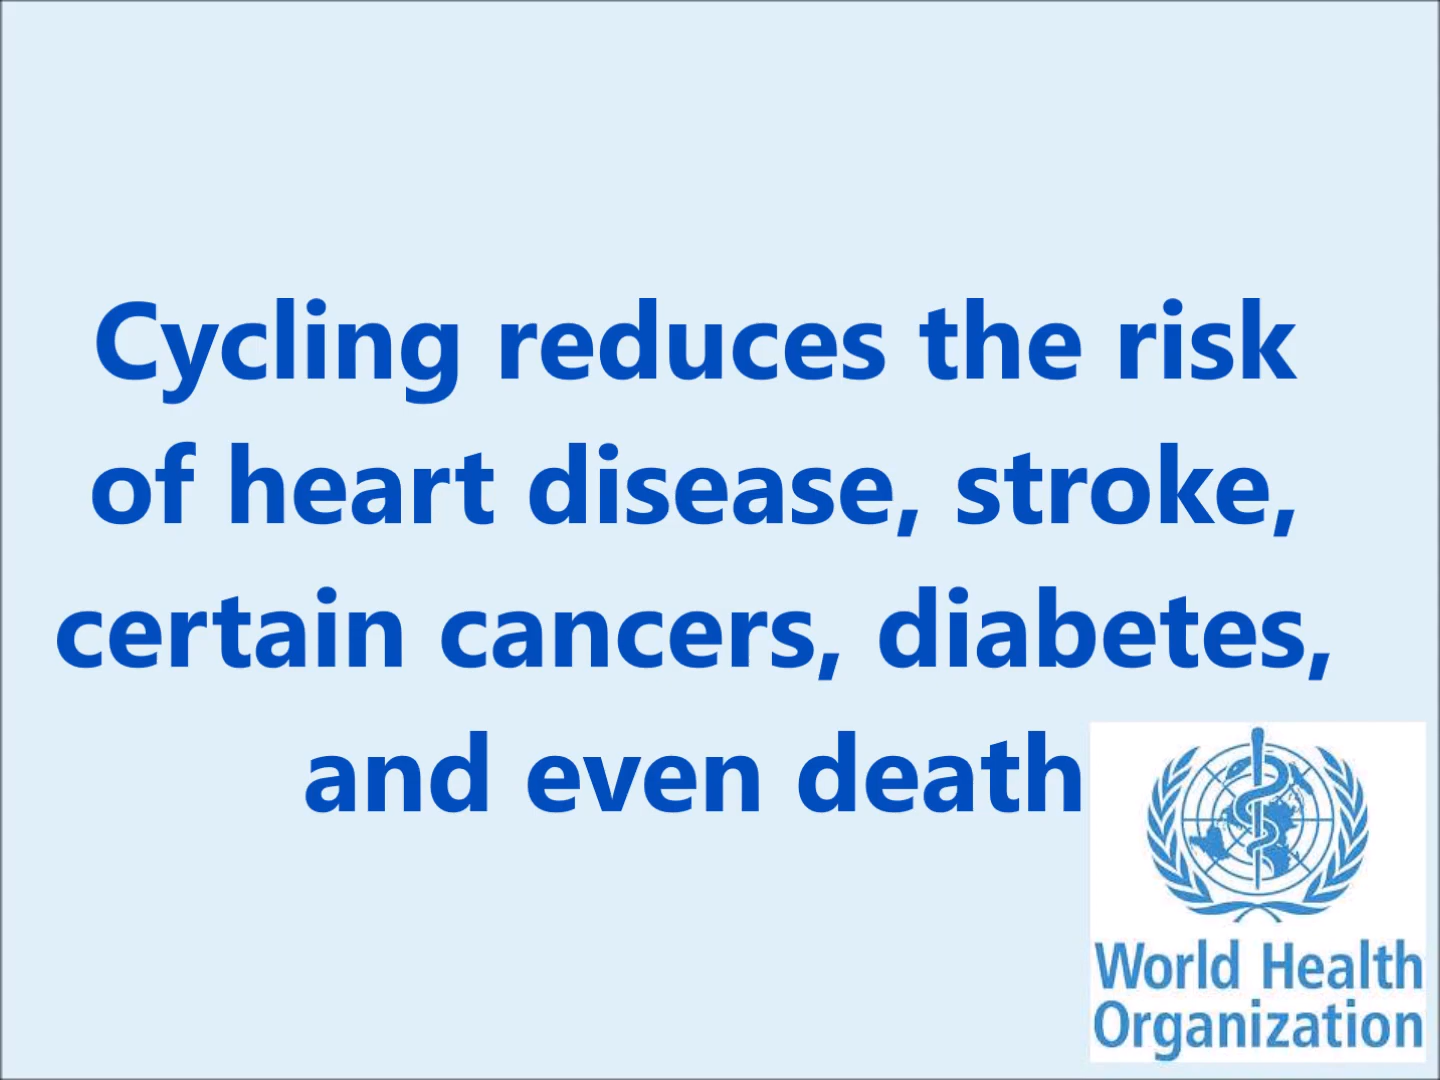 Cycling reduces the risk
of heart disease, stroke,
certain cancers, diabetes,
and even death
World Health
Organization